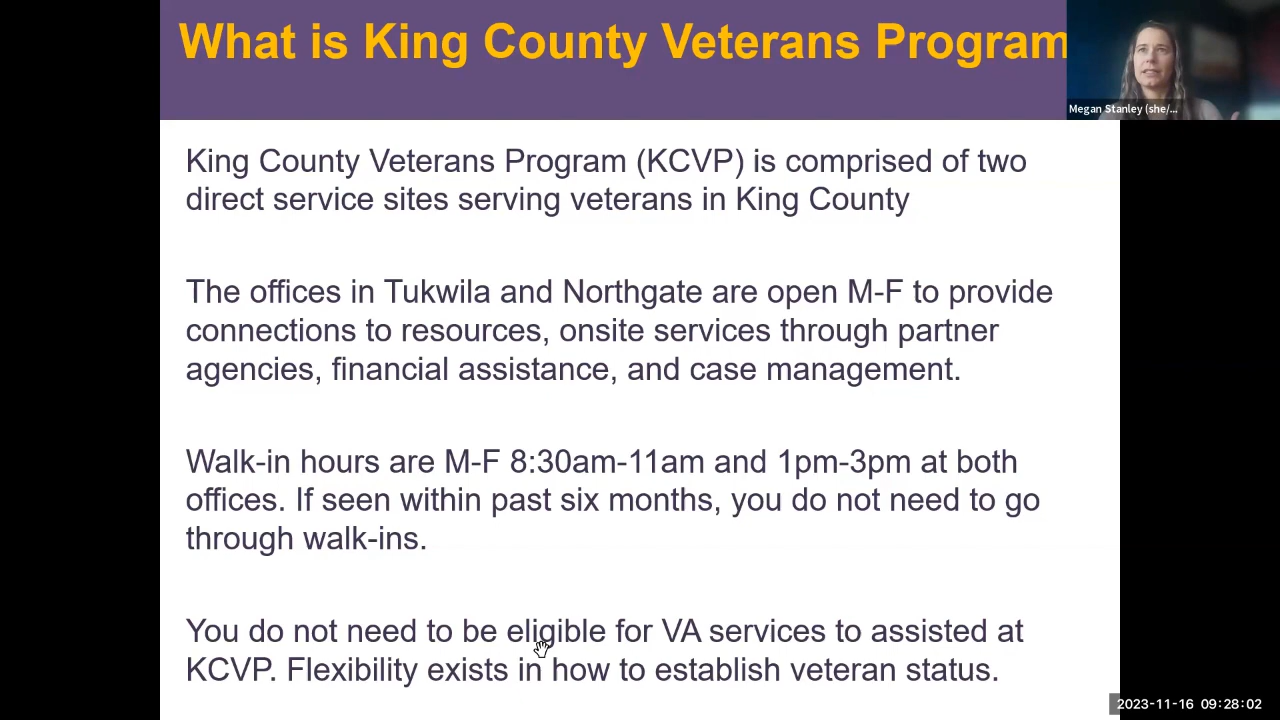 What is King County Veterans Program
Megan Stanley (she/...
King County Veterans Program (KCVP) is comprised of two
direct service sites serving veterans in King County
The offices in Tukwila and Northgate are open M-F to provide
connections to resources, onsite services through partner
agencies, financial assistance, and case management.
Walk-in hours are M-F 8:30am-11am and 1pm-3pm at both
offices. If seen within past six months, you do not need to go
through walk-ins.
You do not need to be eligible for VA services to assisted at
KCVP. Flexibility exists in how to establish veteran status.
2023-11-16 09:28:02